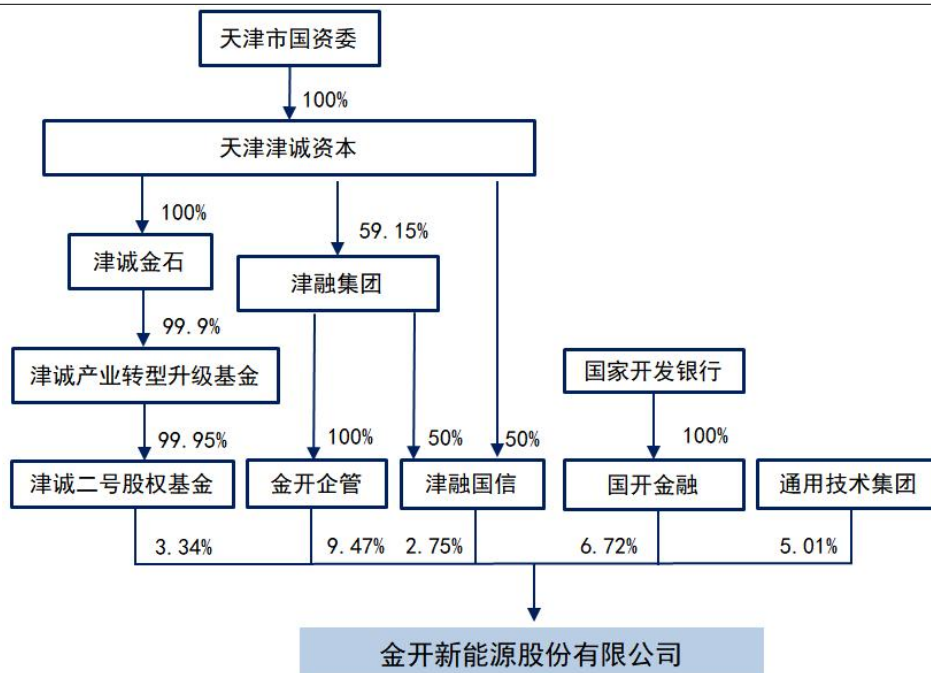 天津市国资委
100%
天津津诚资本
100%
59.15%
津诚金石
津融集团
99.9%
津诚产业转型升级基金
国家开发银行
99.95%
100%
50%
50%
100%
津诚二号股权基金
金开企管
津融国信
国开金融
通用技术集团
3.34%
9.47%
2.75%
6.72%
5.01%
金开新能源股份有限公司